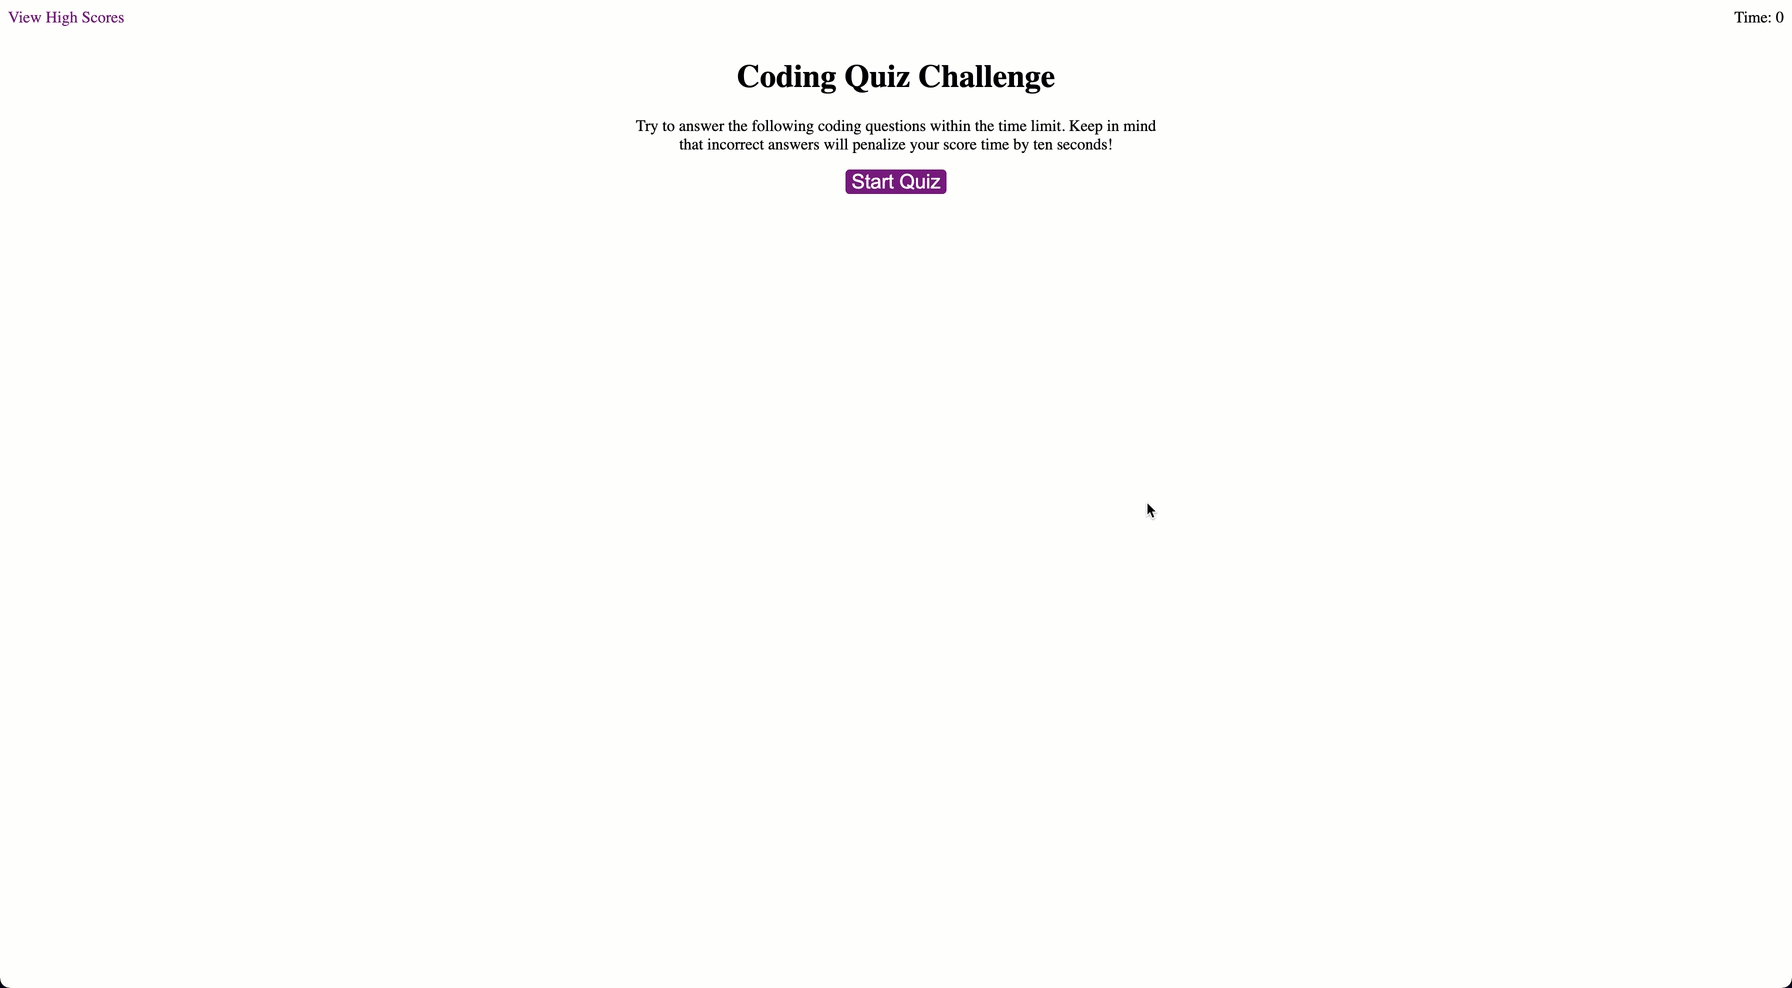 View High Scores
Time: 0
Coding Quiz Challenge
Try to answer the following coding questions within the time limit. Keep in mind
that incorrect answers will penalize your score time by ten seconds!
Start Quiz